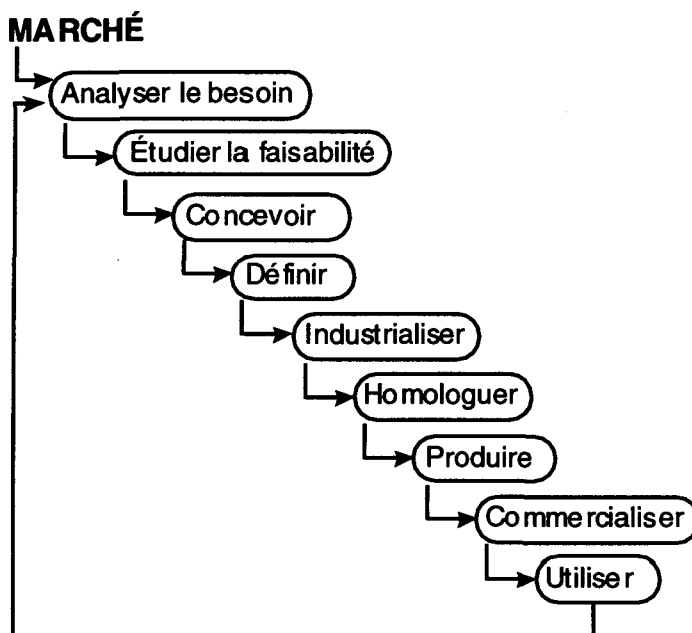 MARCHÉ
Analyser le besoin
Étudier la faisabilité
Concevoir
Définir
Industrialiser
Homologuer
Produire
Commercialiser
Utiliser